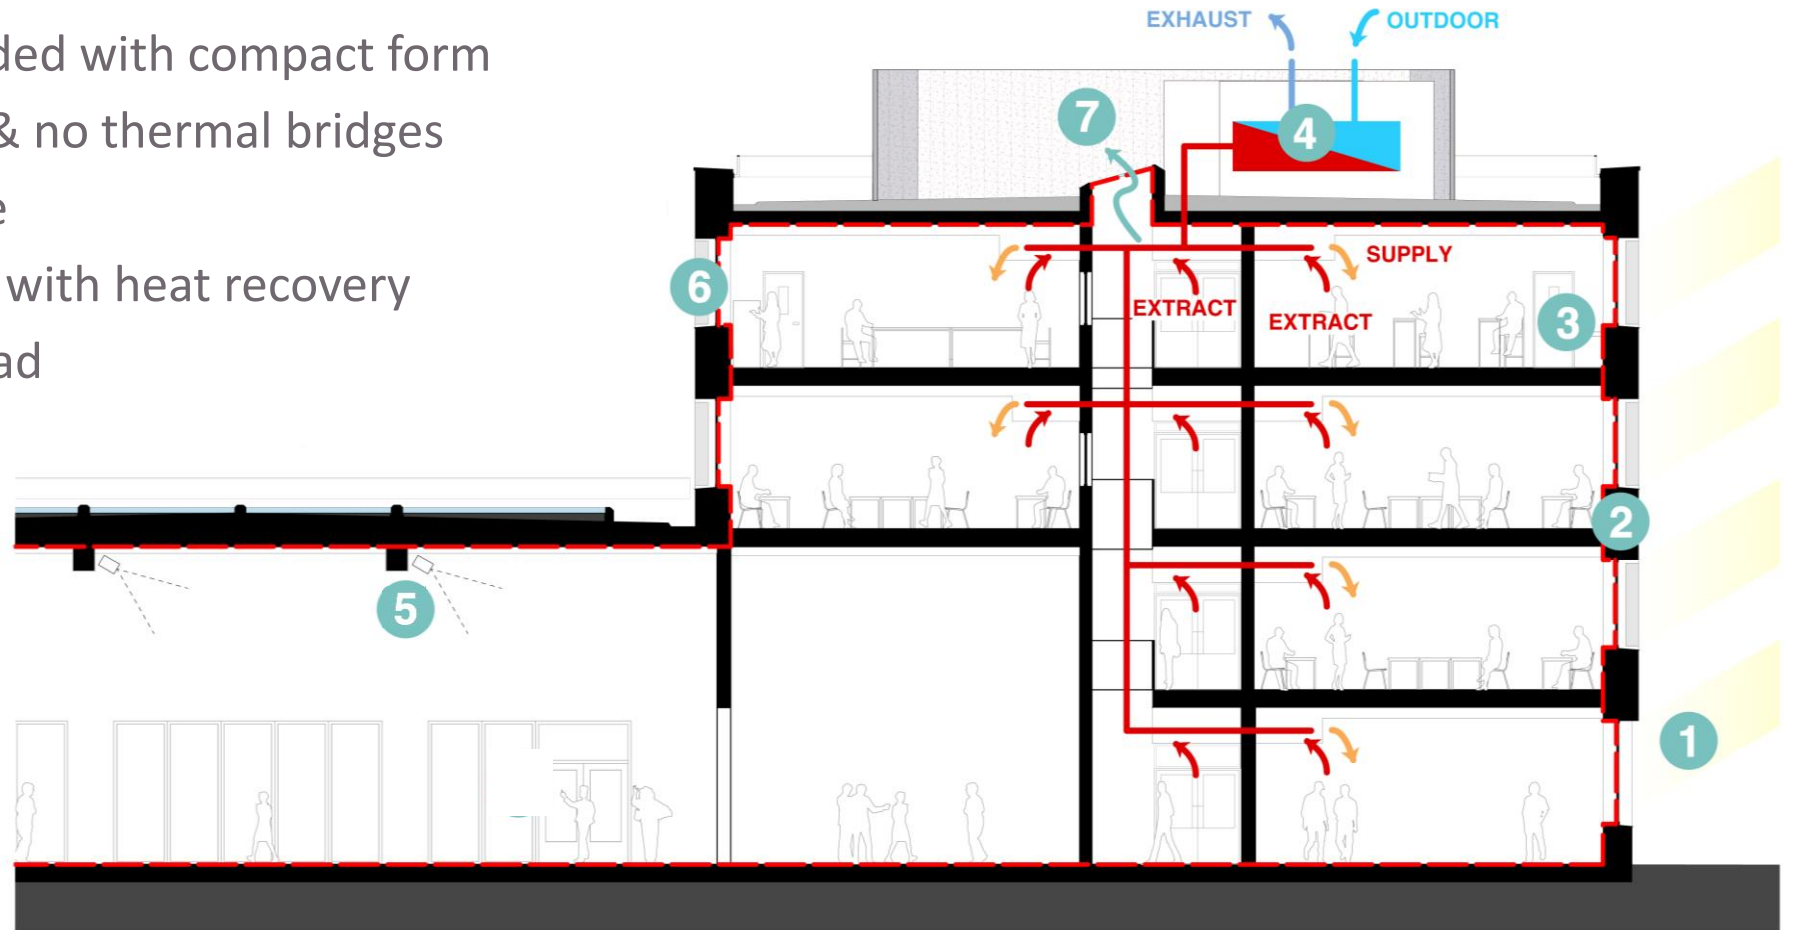 ded with compact form
& no thermal bridges
e
with heat recovery
ad
EXHAUST
OUTDOOR
7
4
6
SUPPLY
EXTRACT
EXTRACT
3
2
5
1